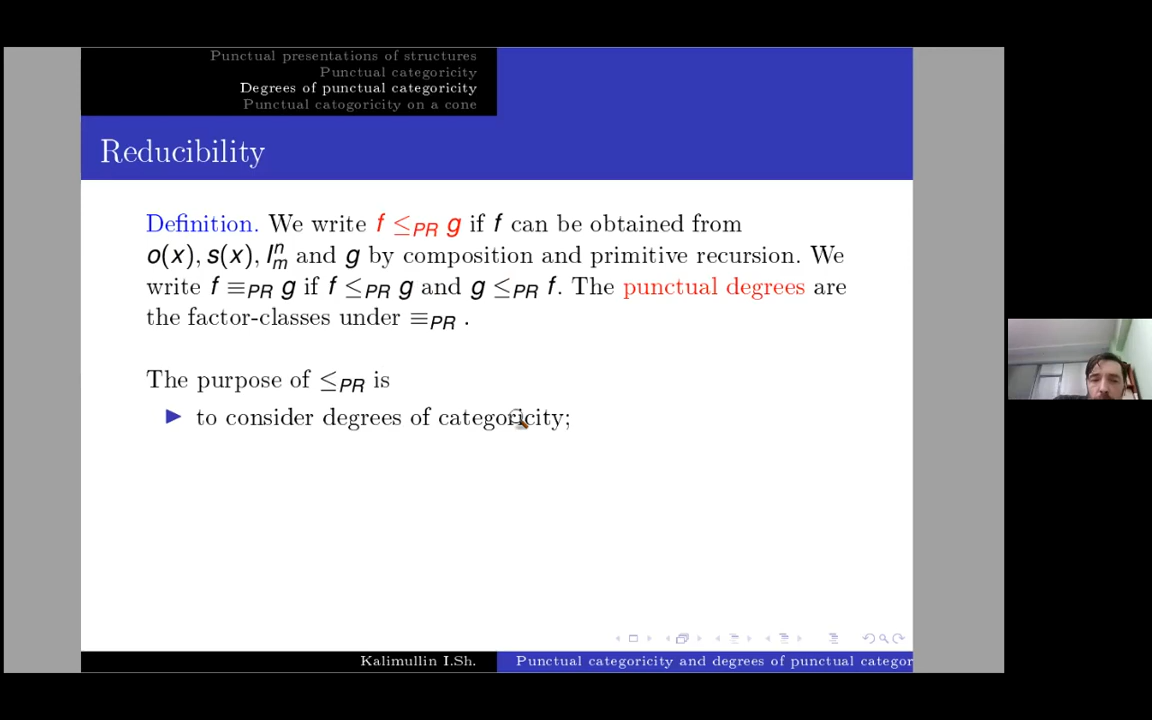 Punctual presentations of structures
Punctual categoricity
Degrees of punctual categoricity
Punctual catogoricity on a cone
Reducibility
Definition. We write f ≤PR g if f can be obtained from
o(x), s(x), Iⁿₘ and g by composition and primitive recursion. We
write f ≡PR g if f ≤PR g and g ≤PR f. The punctual degrees are
the factor-classes under ≡PR .
The purpose of ≤PR is
▶ to consider degrees of categoricity;
Kalimullin I.Sh.
Punctual categoricity and degrees of punctual categor